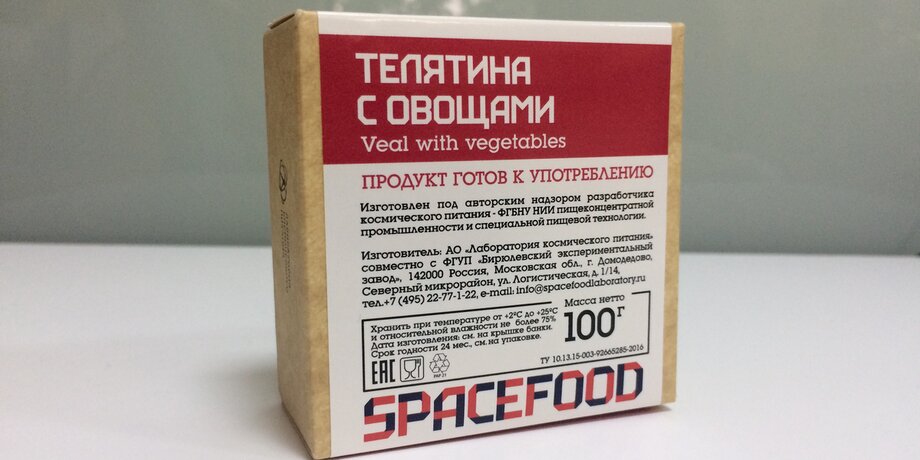 ТЕЛЯТИНА
С ОВОЩАМИ
Veal with vegetables
ПРОДУКТ ГОТОВ К УПОТРЕБЛЕНИЮ
Изготовлен под авторским надзором разработчика
космического питания - ФГБНУ НИИ пищеконцентратной
промышленности и специальной пищевой технологии.
Изготовитель: АО „Лаборатория космического питания"
совместно с ФГУП „Бирюлевский экспериментальный
завод", 142000 Россия, Московская обл., г. Домодедово,
Северный микрорайон, ул. Логистическая, д. 1/14,
тел.+7 (495) 22-77-1-22, e-mail: info@spacefoodlaboratory.ru
Хранить при температуре от +2°C до +25°C
и относительной влажности не более 75%
Дата изготовления: см. на крышке банки.
Срок годности 24 мес., см. на упаковке.
Масса нетто
100г
ТУ 10.13.15-003-92665285-2016
EAC
PAP 21
SPACEFOOD